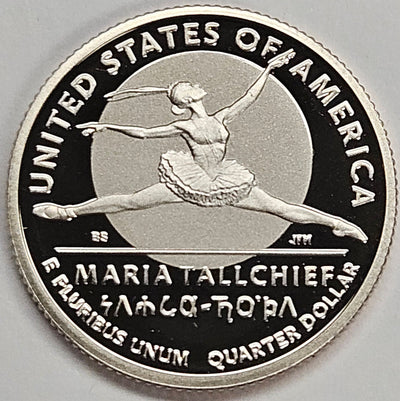 UNITED STATES OF AMERICA
ES JFM
MARIA TALLCHIEF
E PLURIBUS UNUM QUARTER DOLLAR